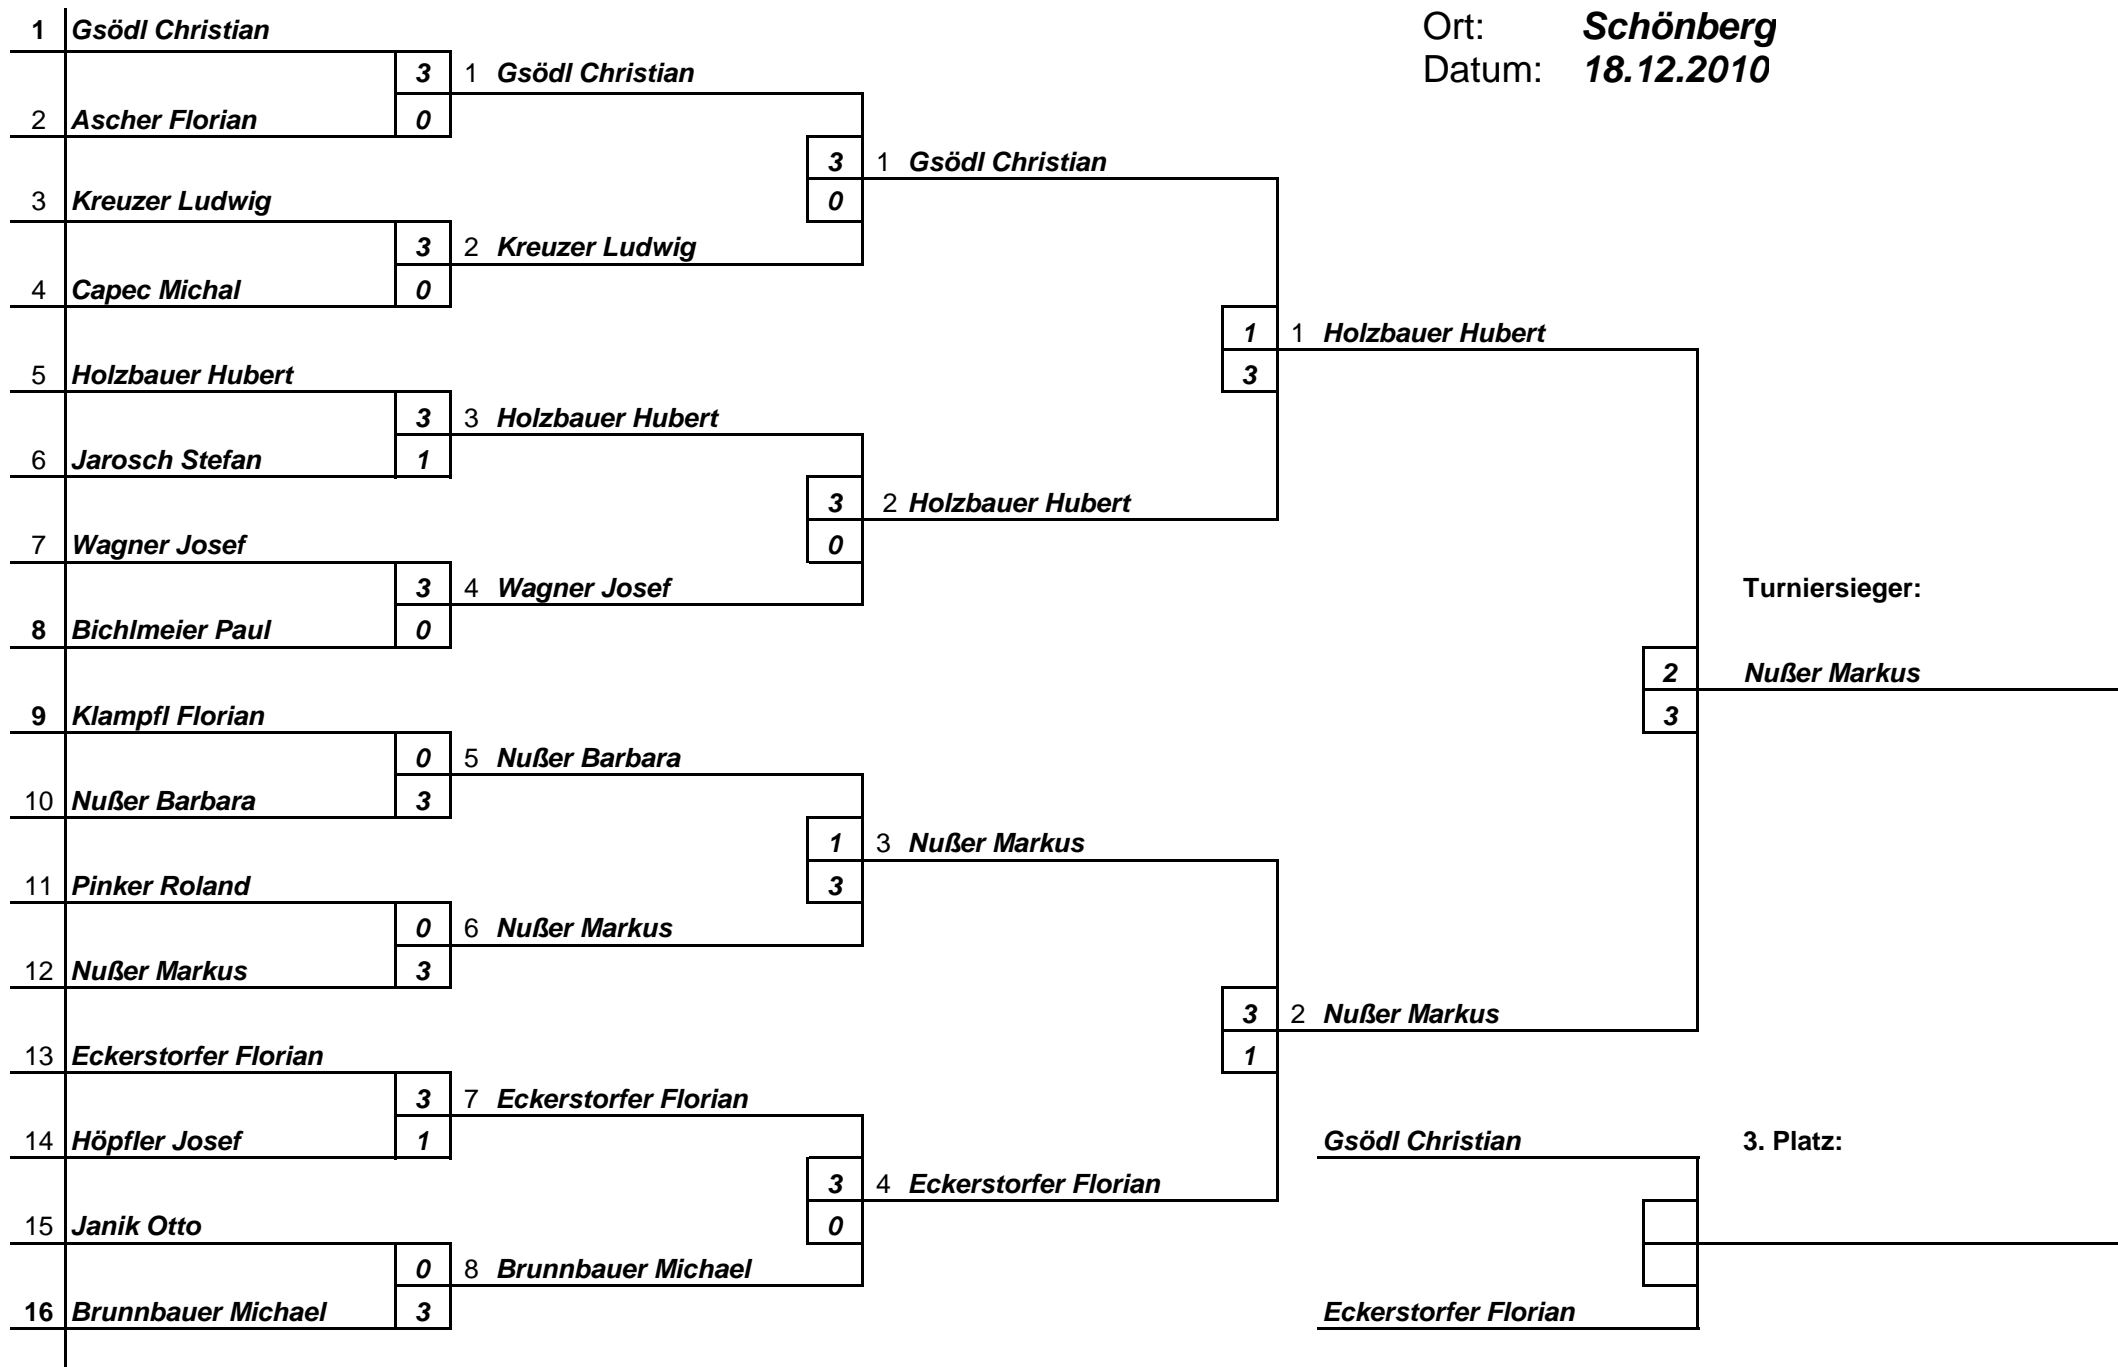 1 Gsödl Christian
Ort: Schönberg
3 1 Gsödl Christian
Datum: 18.12.2010
2 Ascher Florian 0
3 1 Gsödl Christian
3 Kreuzer Ludwig 0
3 2 Kreuzer Ludwig
4 Capec Michal 0
1 1 Holzbauer Hubert
5 Holzbauer Hubert 3
3 3 Holzbauer Hubert
6 Jarosch Stefan 1
3 2 Holzbauer Hubert
7 Wagner Josef 0
3 4 Wagner Josef Turniersieger:
8 Bichlmeier Paul 0
2 Nußer Markus
9 Klampfl Florian 3
0 5 Nußer Barbara
10 Nußer Barbara 3
1 3 Nußer Markus
11 Pinker Roland 3
0 6 Nußer Markus
12 Nußer Markus 3
3 2 Nußer Markus
13 Eckerstorfer Florian 1
3 7 Eckerstorfer Florian
14 Höpfler Josef 1 Gsödl Christian 3. Platz:
3 4 Eckerstorfer Florian
15 Janik Otto 0
0 8 Brunnbauer Michael
16 Brunnbauer Michael 3 Eckerstorfer Florian